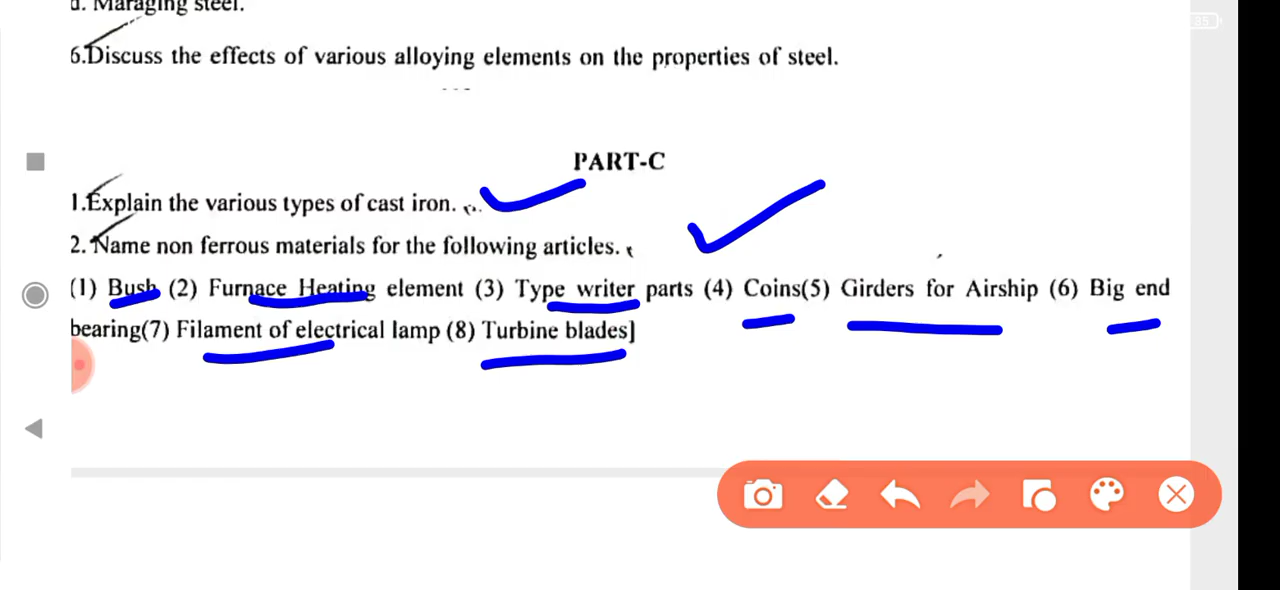 d. Maraging steel.
6.Discuss the effects of various alloying elements on the properties of steel.
PART-C
1.Explain the various types of cast iron.
2. Name non ferrous materials for the following articles.
(1) Bush (2) Furnace Heating element (3) Type writer parts (4) Coins(5) Girders for Airship (6) Big end
bearing(7) Filament of electrical lamp (8) Turbine blades]